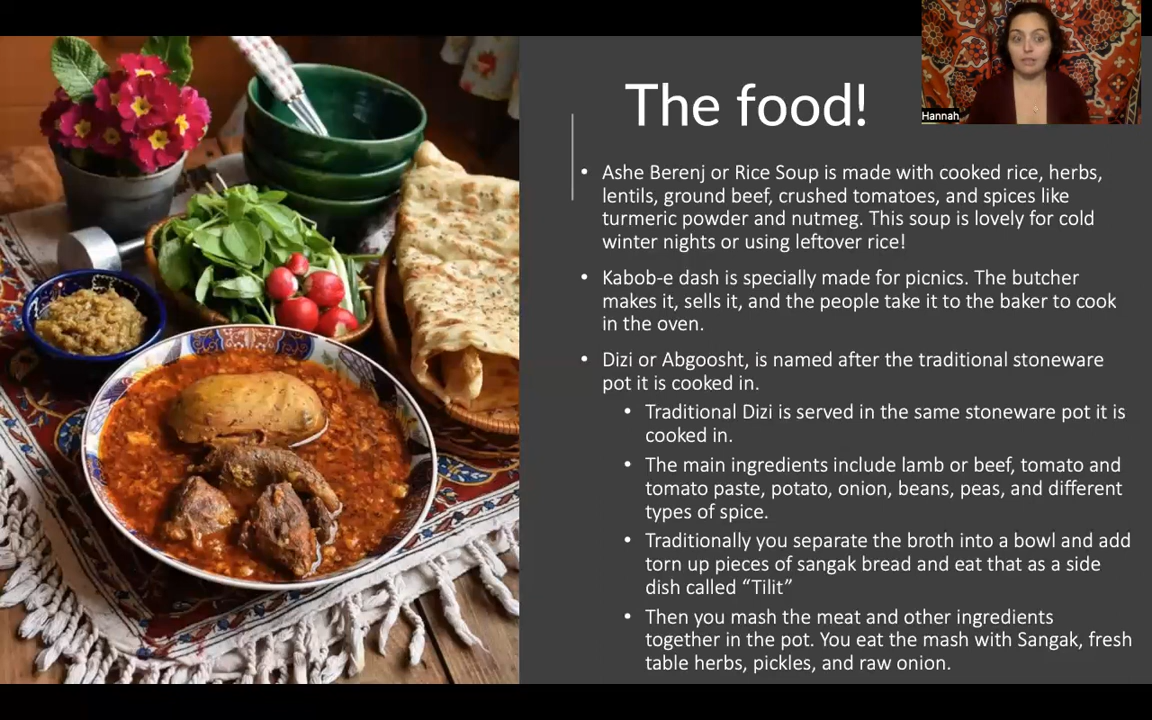 The food!
Hannah
• Ashe Berenj or Rice Soup is made with cooked rice, herbs,
lentils, ground beef, crushed tomatoes, and spices like
turmeric powder and nutmeg. This soup is lovely for cold
winter nights or using leftover rice!
• Kabob-e dash is specially made for picnics. The butcher
makes it, sells it, and the people take it to the baker to cook
in the oven.
• Dizi or Abgoosht, is named after the traditional stoneware
pot it is cooked in.
• Traditional Dizi is served in the same stoneware pot it is
cooked in.
• The main ingredients include lamb or beef, tomato and
tomato paste, potato, onion, beans, peas, and different
types of spice.
• Traditionally you separate the broth into a bowl and add
torn up pieces of sangak bread and eat that as a side
dish called “Tilit”
• Then you mash the meat and other ingredients
together in the pot. You eat the mash with Sangak, fresh
table herbs, pickles, and raw onion.